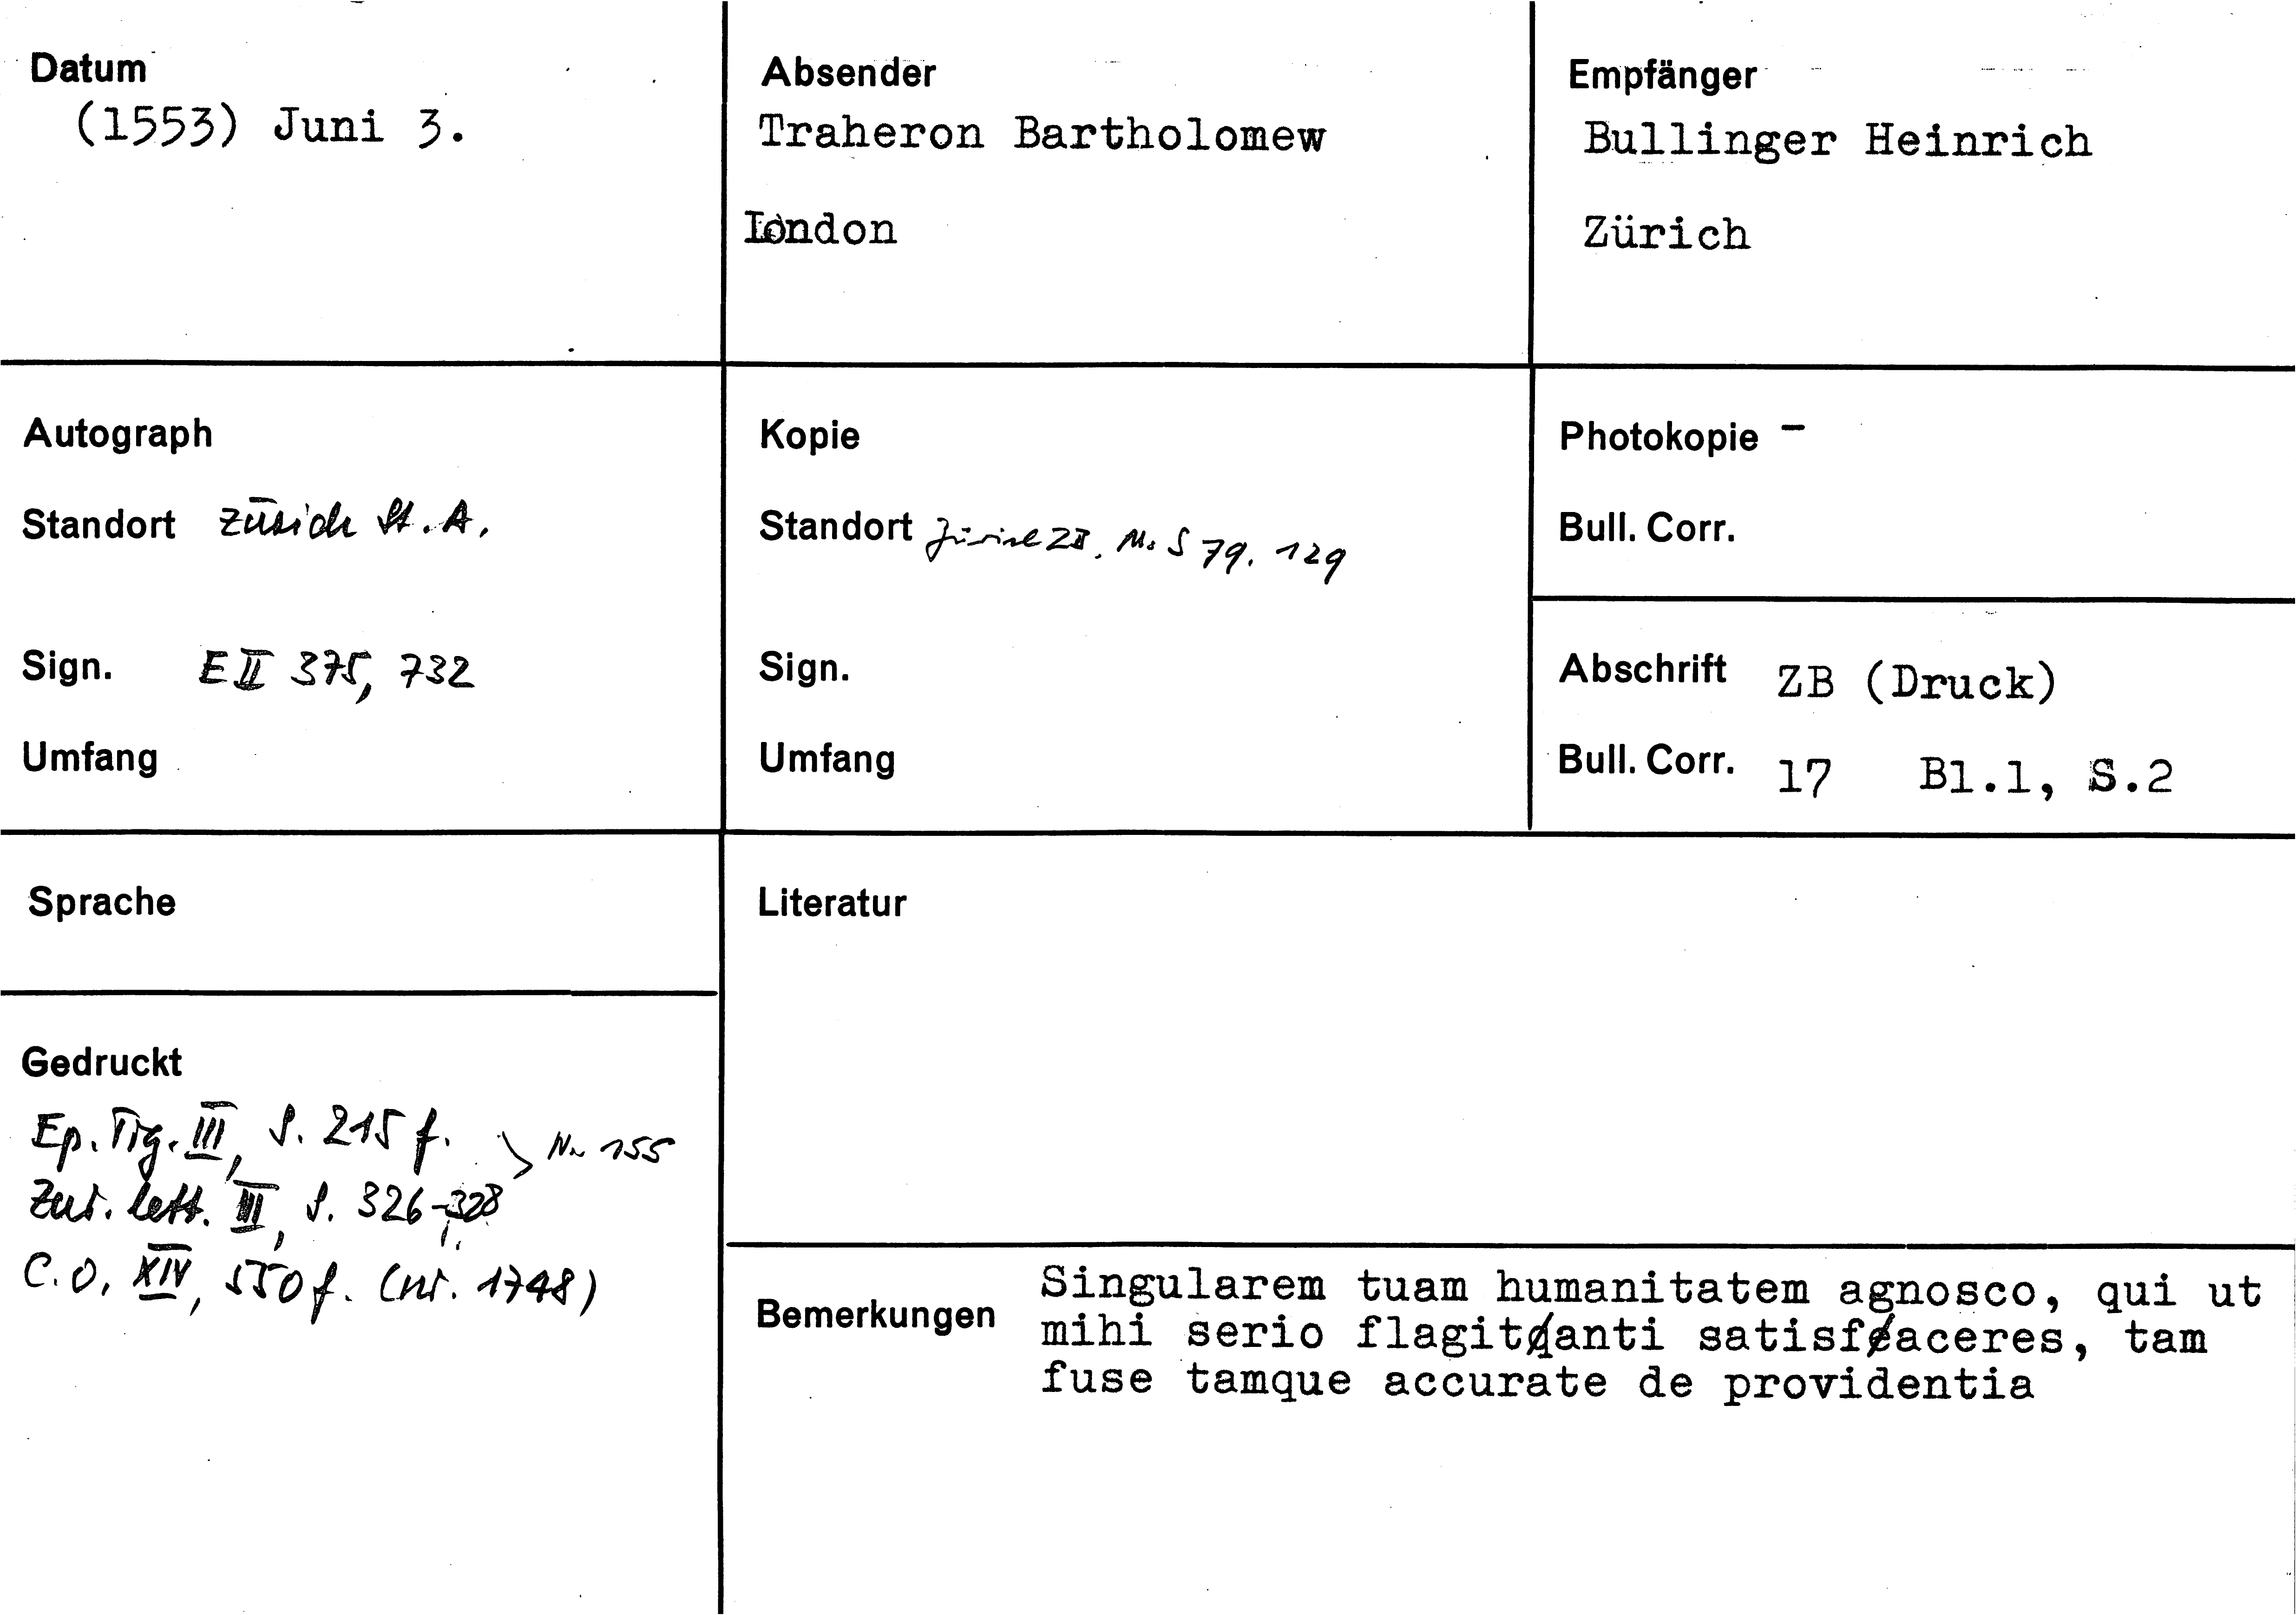 Datum
(1553) Juni 3.
Absender
Traheron Bartholomew
London
Empfänger
Bullinger Heinrich
Zürich
Autograph
Standort Zürich St. A.
Sign. E II 375, 732
Umfang
Kopie
Standort Zürich ZB. Ms S 79. 129
Sign.
Umfang
Photokopie -
Bull. Corr.
Abschrift ZB (Druck)
Bull. Corr. 17 Bl.1, S.2
Sprache
Gedruckt
Ep. Tig. III, S. 215 f. Nr 155
Zur. lett. III, S. 326-328
C.O. XIV, 550 f. (nr. 1748)
Literatur
Bemerkungen
Singularem tuam humanitatem agnosco, qui ut
mihi serio flagitanti satisfaceres, tam
fuse tamque accurate de providentia